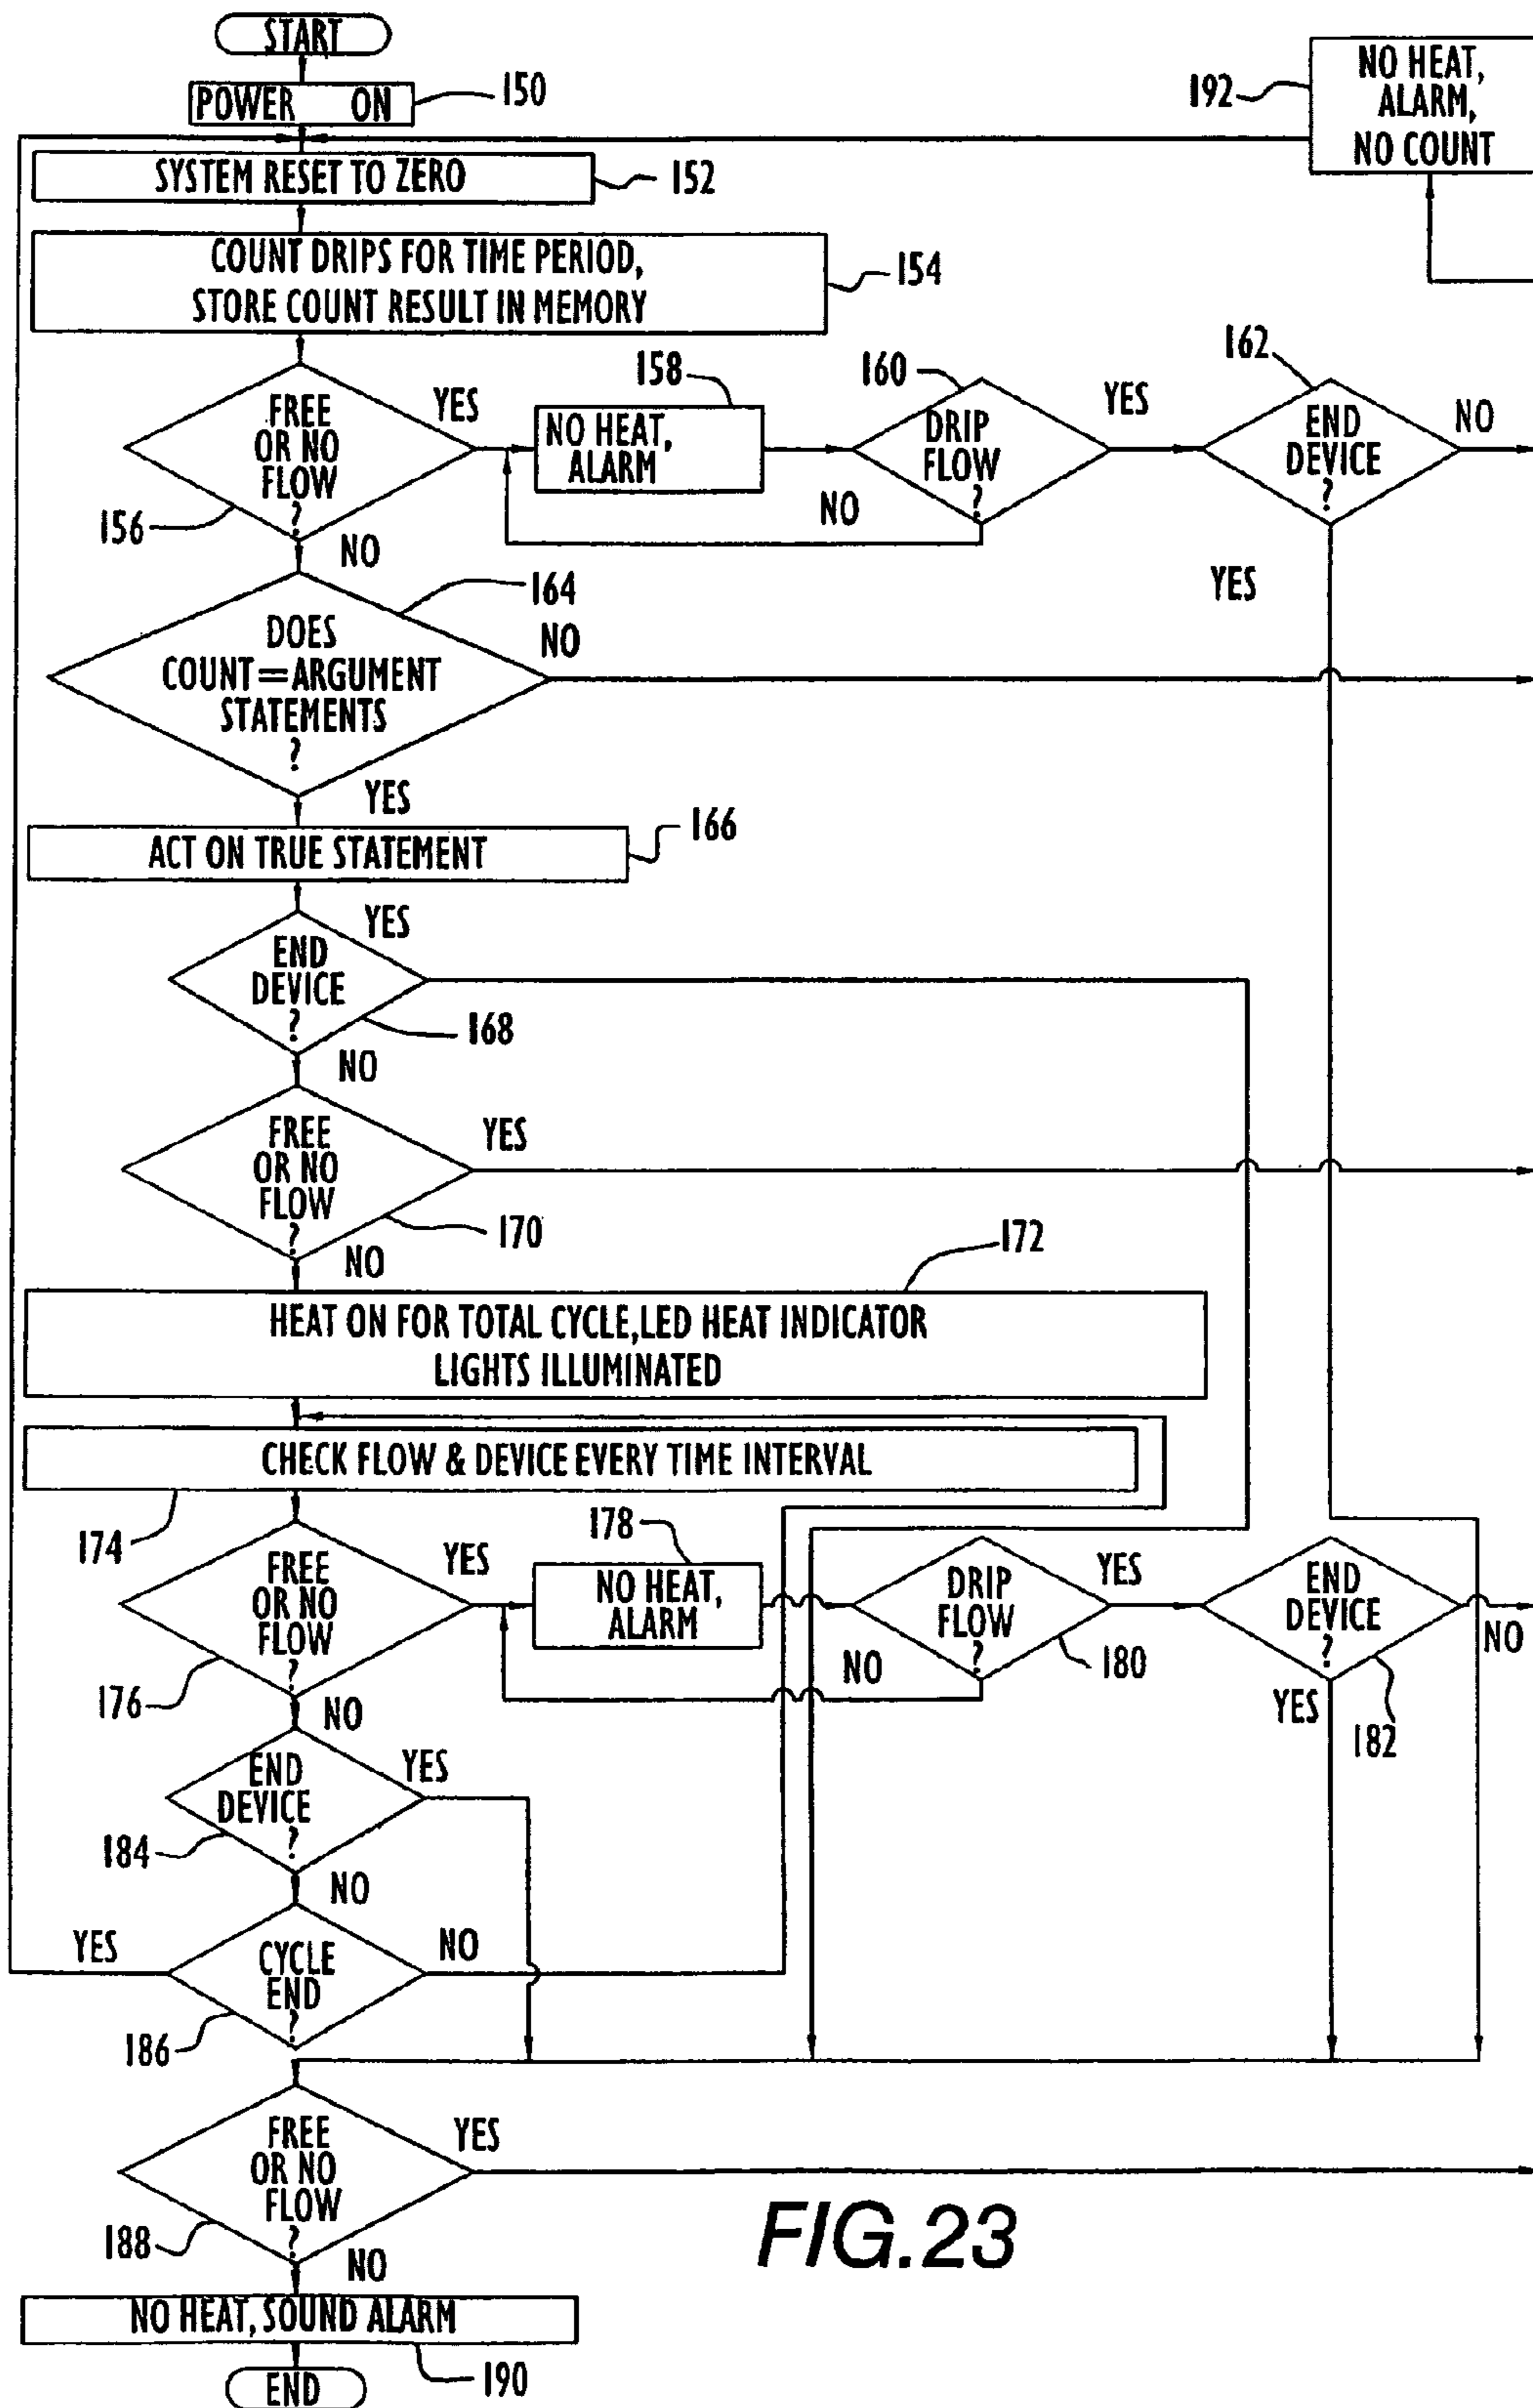 START
POWER ON
150
192
NO HEAT,
ALARM,
NO COUNT
SYSTEM RESET TO ZERO
152
COUNT DRIPS FOR TIME PERIOD,
STORE COUNT RESULT IN MEMORY
154
FREE
OR NO
FLOW
?
156
YES
NO
158
NO HEAT,
ALARM
160
DRIP
FLOW
?
YES
NO
162
END
DEVICE
?
NO
YES
164
DOES
COUNT=ARGUMENT
STATEMENTS
?
NO
YES
ACT ON TRUE STATEMENT
166
END
DEVICE
?
YES
168
NO
FREE
OR NO
FLOW
?
YES
170
NO
172
HEAT ON FOR TOTAL CYCLE,LED HEAT INDICATOR
LIGHTS ILLUMINATED
CHECK FLOW & DEVICE EVERY TIME INTERVAL
174
FREE
OR NO
FLOW
?
176
YES
NO
178
NO HEAT,
ALARM
DRIP
FLOW
?
YES
180
NO
END
DEVICE
?
NO
YES
182
END
DEVICE
?
YES
184
NO
CYCLE
END
?
YES
NO
186
FREE
OR NO
FLOW
?
YES
188
NO
NO HEAT, SOUND ALARM
190
END
FIG.23